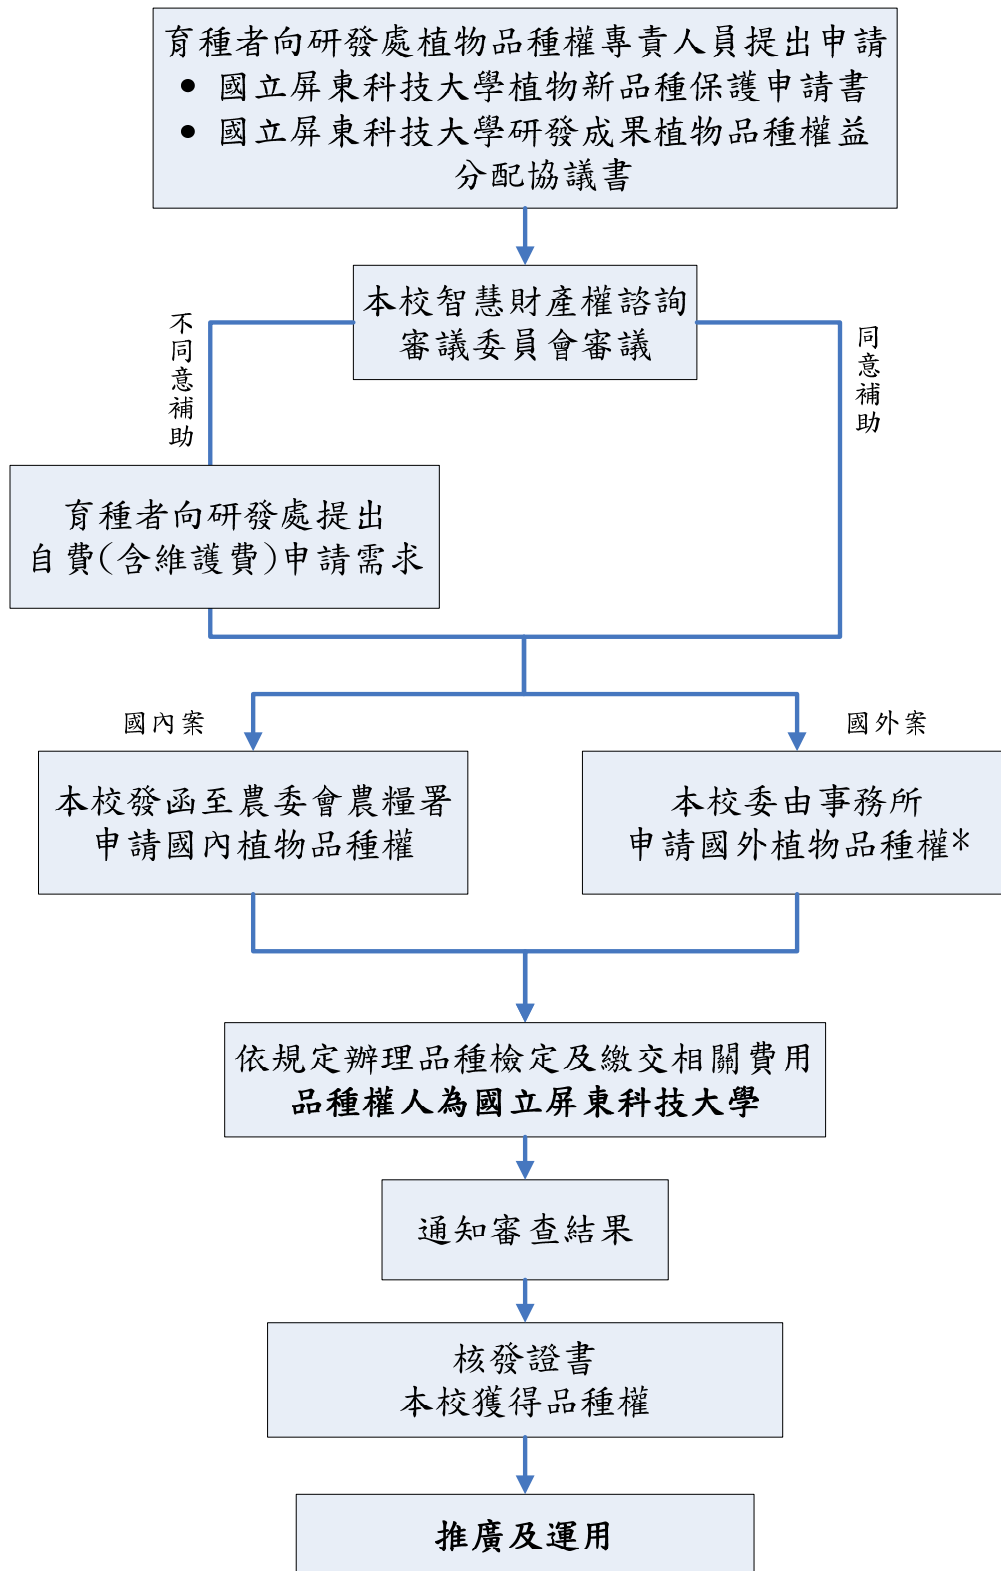 育種者向研發處植物品種權專責人員提出申請
● 國立屏東科技大學植物新品種保護申請書
● 國立屏東科技大學研發成果植物品種權益
分配協議書
本校智慧財產權諮詢
審議委員會審議
不同意補助
同意補助
育種者向研發處提出
自費(含維護費)申請需求
國內案
國外案
本校發函至農委會農糧署
申請國內植物品種權
本校委由事務所
申請國外植物品種權*
依規定辦理品種檢定及繳交相關費用
品種權人為國立屏東科技大學
通知審查結果
核發證書
本校獲得品種權
推廣及運用